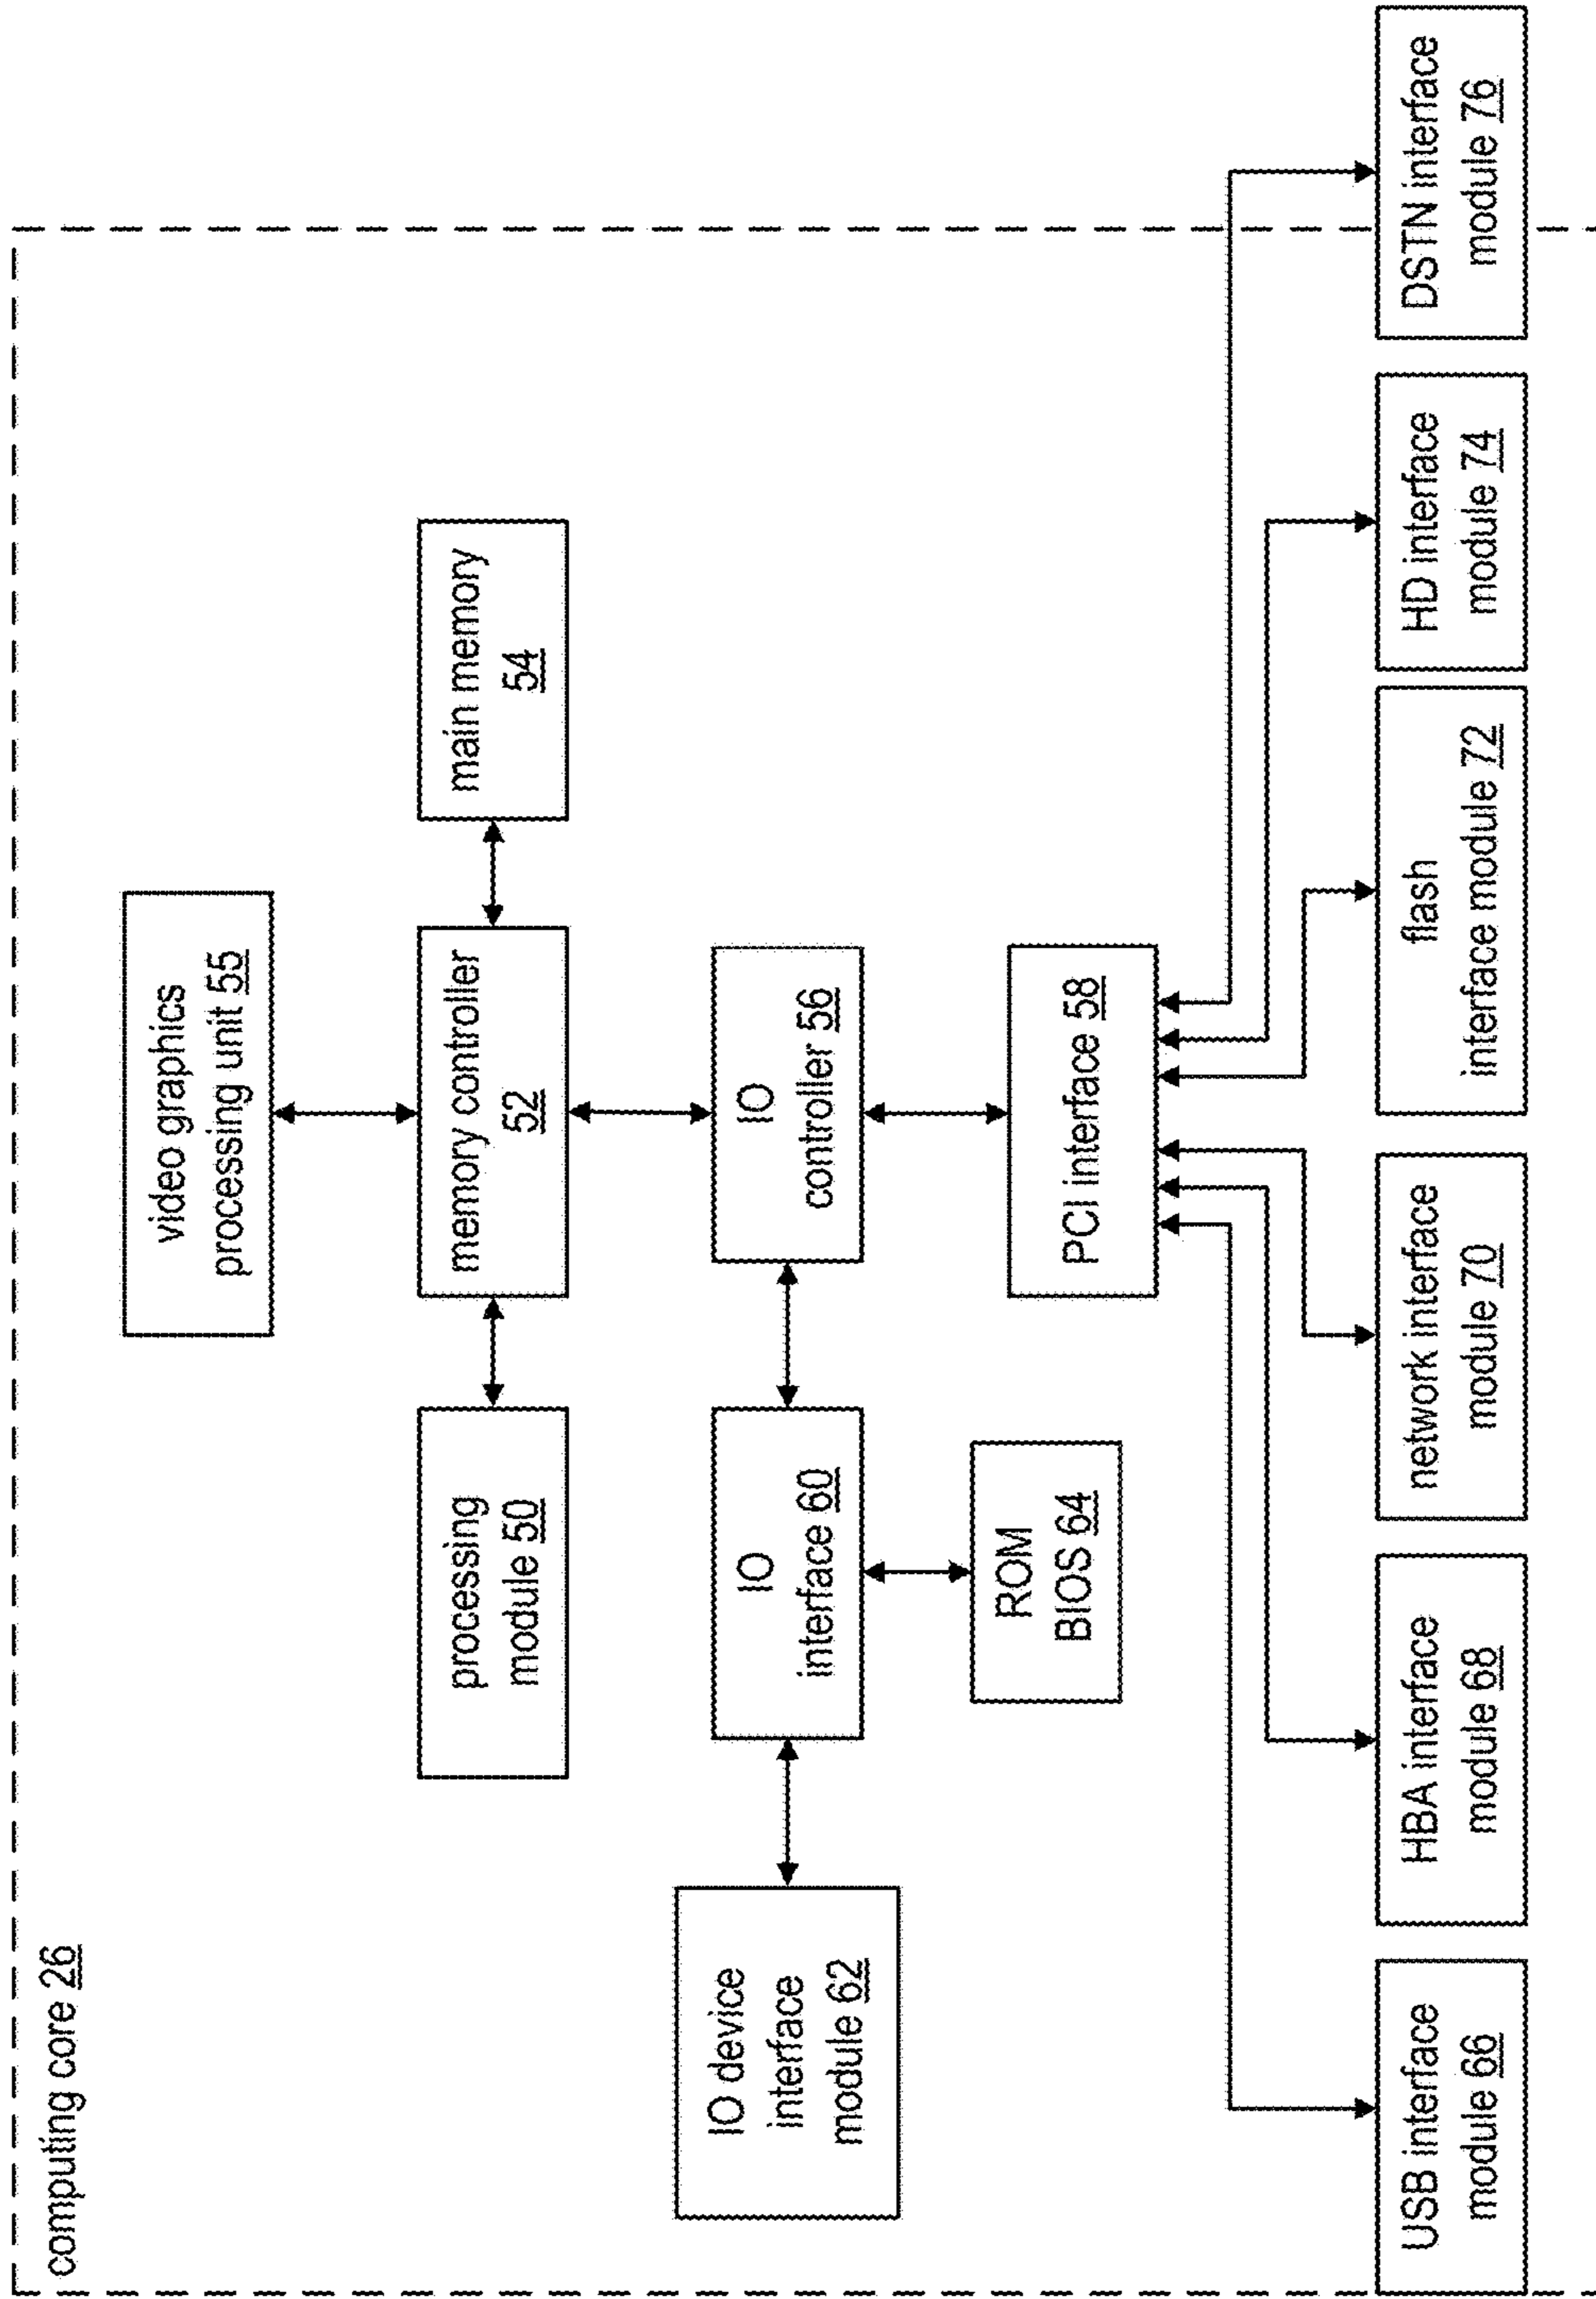 computing core 26
video graphics
processing unit 55
processing
module 50
memory controller
52
main memory
54
IO device
interface
module 62
IO
interface 60
IO
controller 56
ROM
BIOS 64
PCI interface 58
USB interface
module 66
HBA interface
module 68
network interface
module 70
flash
interface module 72
HD interface
module 74
DSTN interface
module 76